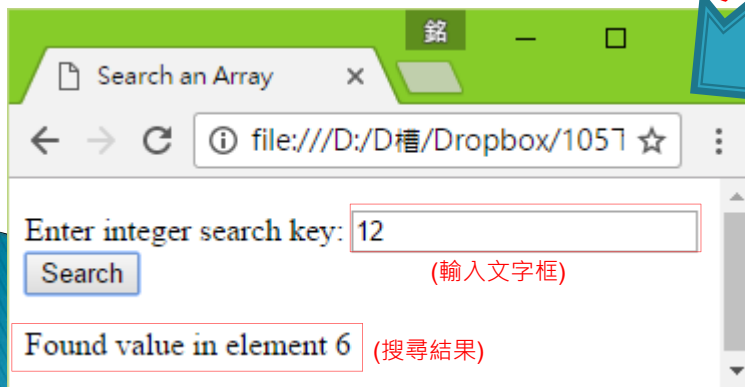 銘
Search an Array
file:///D:/D槽/Dropbox/105
Enter integer search key: 12
Search
(輸入文字框)
Found value in element 6
(搜尋結果)